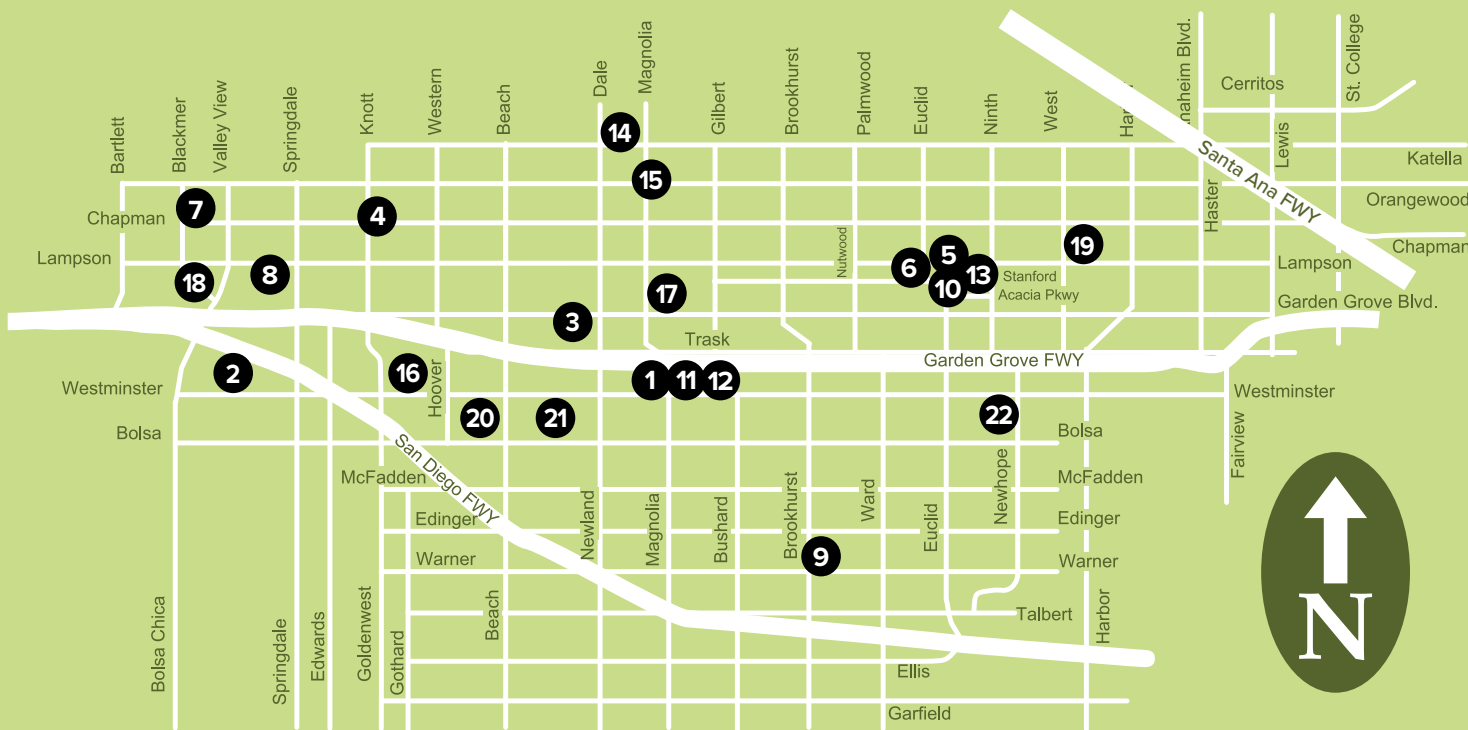 Bartlett
Blackmer
Valley View
Springdale
Knott
Western
Beach
Dale
Magnolia
Gilbert
Brookhurst
Palmwood
Euclid
Ninth
West
Anaheim Blvd.
Cerritos
St. College
Lewis
Haster
Santa Ana FWY
Katella
Orangewood
Chapman
Lampson
Garden Grove Blvd.
14
15
7
4
Chapman
Lampson
18
8
17
3
Nutwood
6
5
13
10
19
Stanford
Acacia Pkwy
Trask
Garden Grove FWY
2
16
1
11
12
Westminster
Hoover
20
21
22
Westminster
Bolsa
Bolsa
Fairview
San Diego FWY
McFadden
McFadden
Edinger
Edinger
Warner
Warner
Newland
Magnolia
Bushard
Brookhurst
Ward
Euclid
Newhope
9
Talbert
Ellis
Garfield
Bolsa Chica
Springdale
Edwards
Goldenwest
Gothard
Beach
Harbor
N